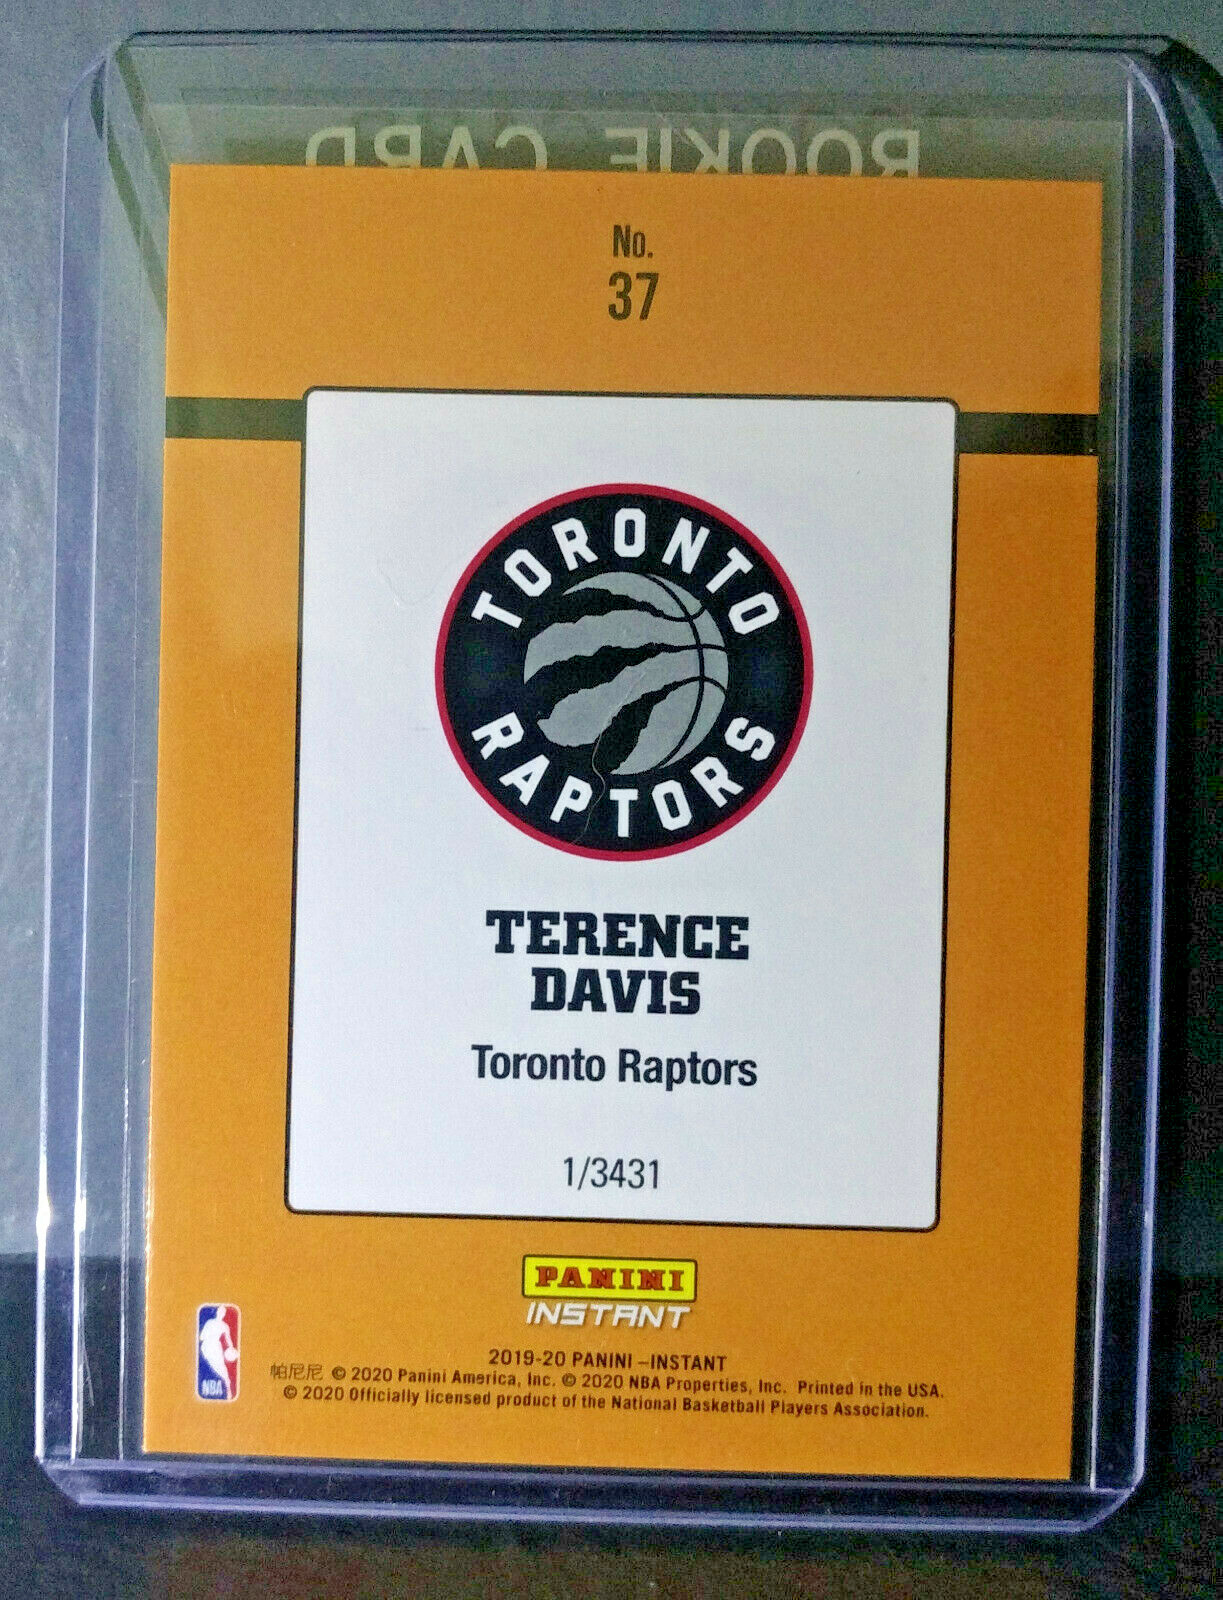 ROOKIE CARD
No.
37
TORONTO
RAPTORS
TERENCE
DAVIS
Toronto Raptors
1/3431
PANINI
INSTANT
NBA
2019-20 PANINI –INSTANT
帕尼尼 © 2020 Panini America, Inc. © 2020 NBA Properties, Inc. Printed in the USA.
© 2020 Officially licensed product of the National Basketball Players Association.